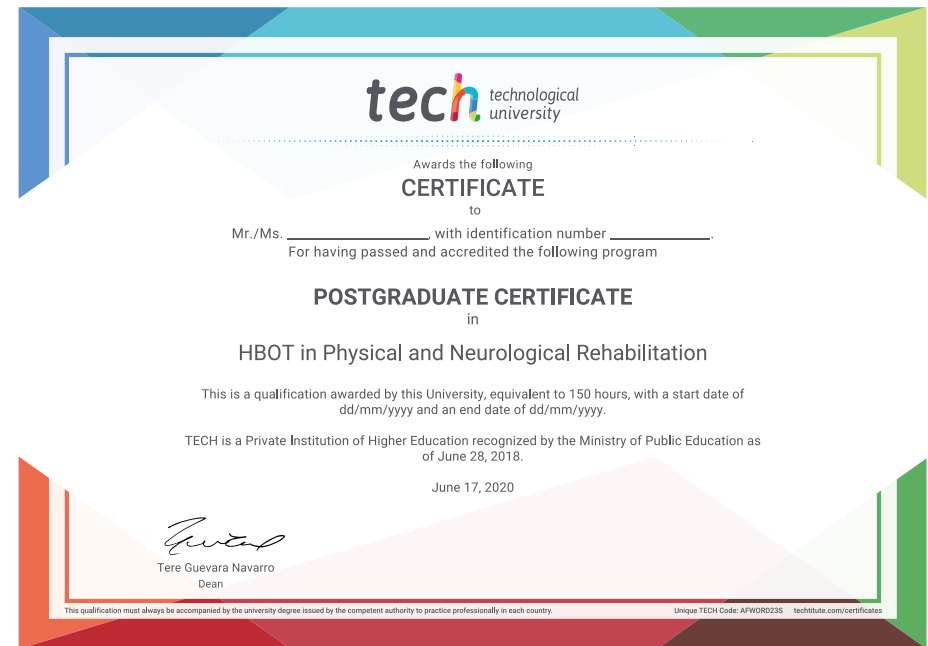 tech technological
university
Awards the following
CERTIFICATE
to
Mr./Ms. ____________________, with identification number ______________.
For having passed and accredited the following program
POSTGRADUATE CERTIFICATE
in
HBOT in Physical and Neurological Rehabilitation
This is a qualification awarded by this University, equivalent to 150 hours, with a start date of
dd/mm/yyyy and an end date of dd/mm/yyyy.
TECH is a Private Institution of Higher Education recognized by the Ministry of Public Education as
of June 28, 2018.
June 17, 2020
Tere Guevara Navarro
Dean
This qualification must always be accompanied by the university degree issued by the competent authority to practice professionally in each country. Unique TECH Code: AFWORD23S techtitute.com/certificates